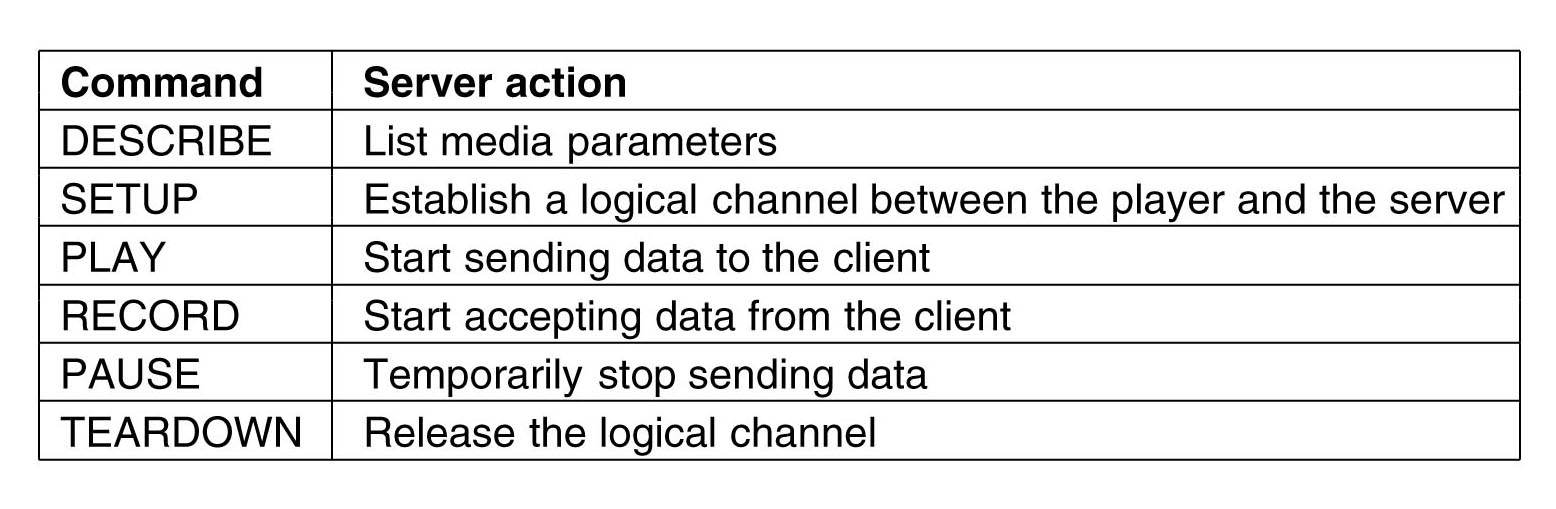 Command Server action
DESCRIBE List media parameters
SETUP Establish a logical channel between the player and the server
PLAY Start sending data to the client
RECORD Start accepting data from the client
PAUSE Temporarily stop sending data
TEARDOWN Release the logical channel